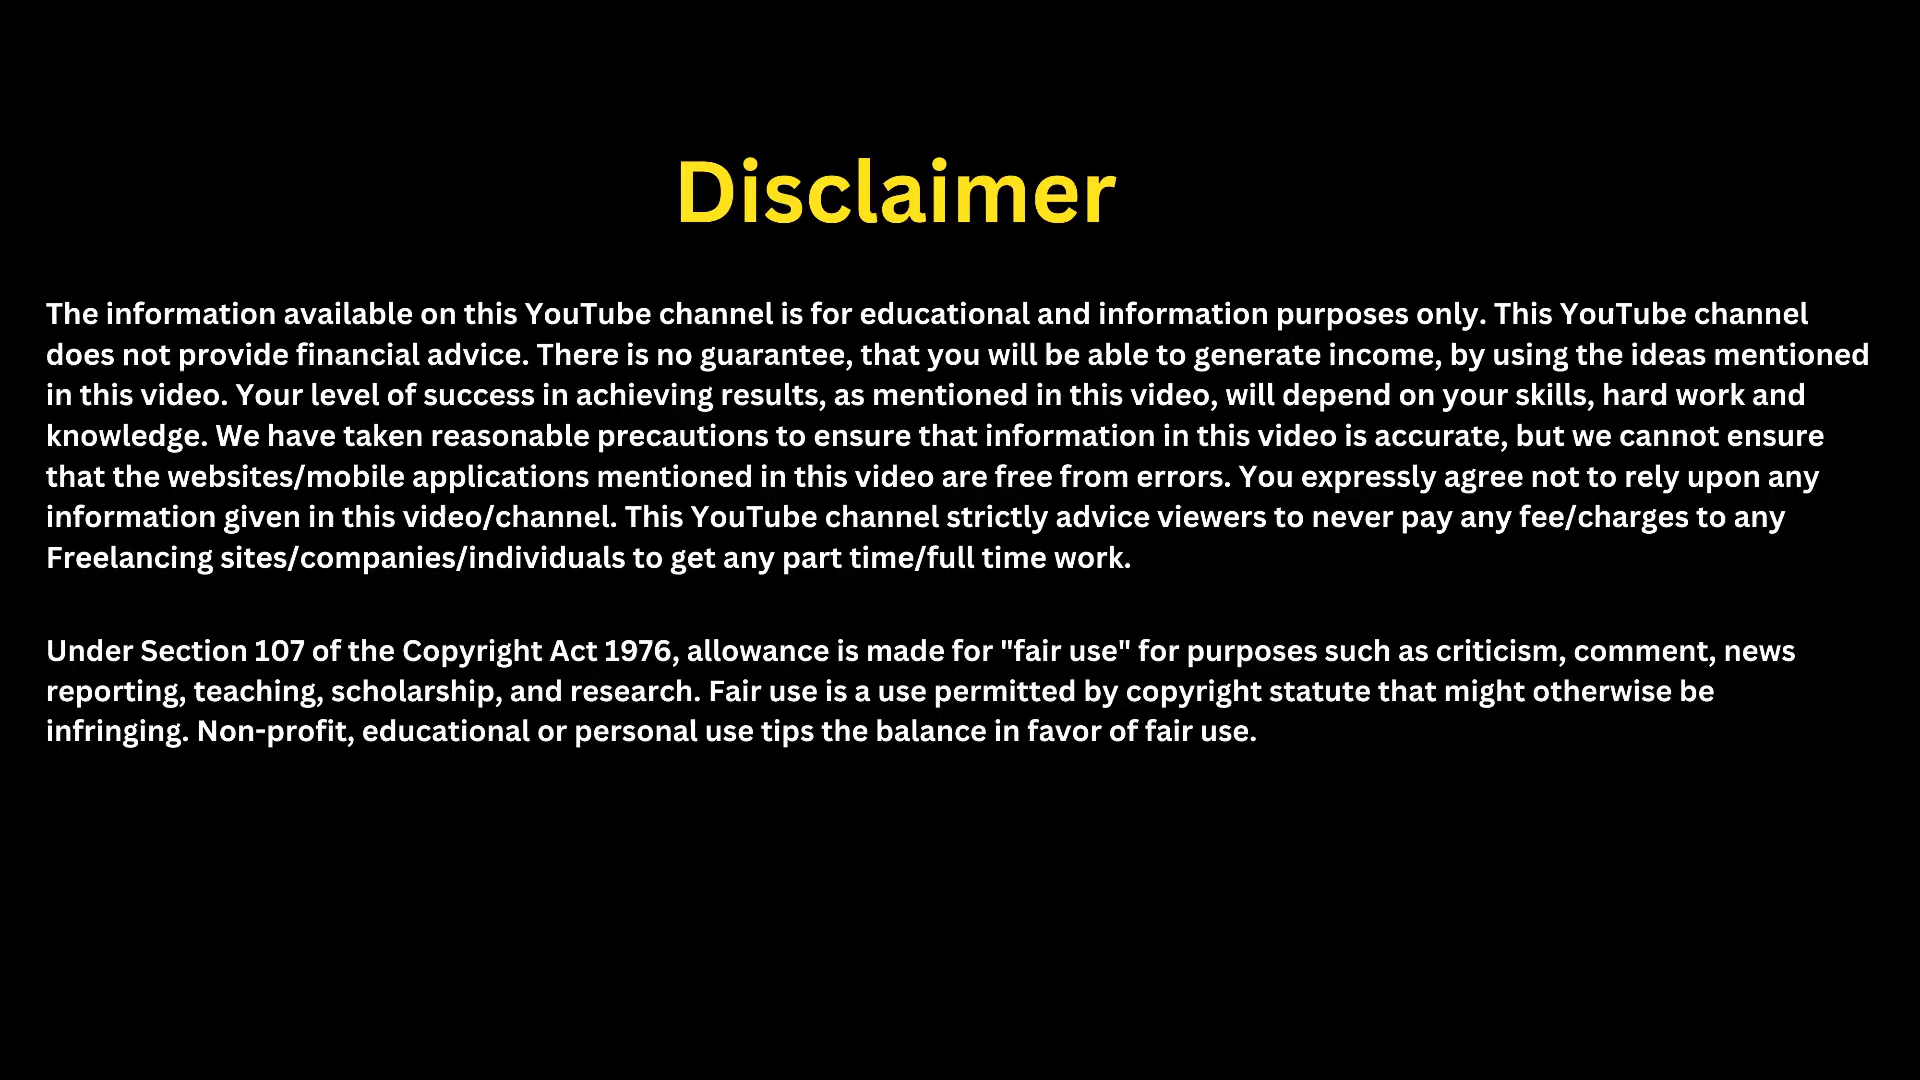 Disclaimer
The information available on this YouTube channel is for educational and information purposes only. This YouTube channel
does not provide financial advice. There is no guarantee, that you will be able to generate income, by using the ideas mentioned
in this video. Your level of success in achieving results, as mentioned in this video, will depend on your skills, hard work and
knowledge. We have taken reasonable precautions to ensure that information in this video is accurate, but we cannot ensure
that the websites/mobile applications mentioned in this video are free from errors. You expressly agree not to rely upon any
information given in this video/channel. This YouTube channel strictly advice viewers to never pay any fee/charges to any
Freelancing sites/companies/individuals to get any part time/full time work.
Under Section 107 of the Copyright Act 1976, allowance is made for "fair use" for purposes such as criticism, comment, news
reporting, teaching, scholarship, and research. Fair use is a use permitted by copyright statute that might otherwise be
infringing. Non-profit, educational or personal use tips the balance in favor of fair use.